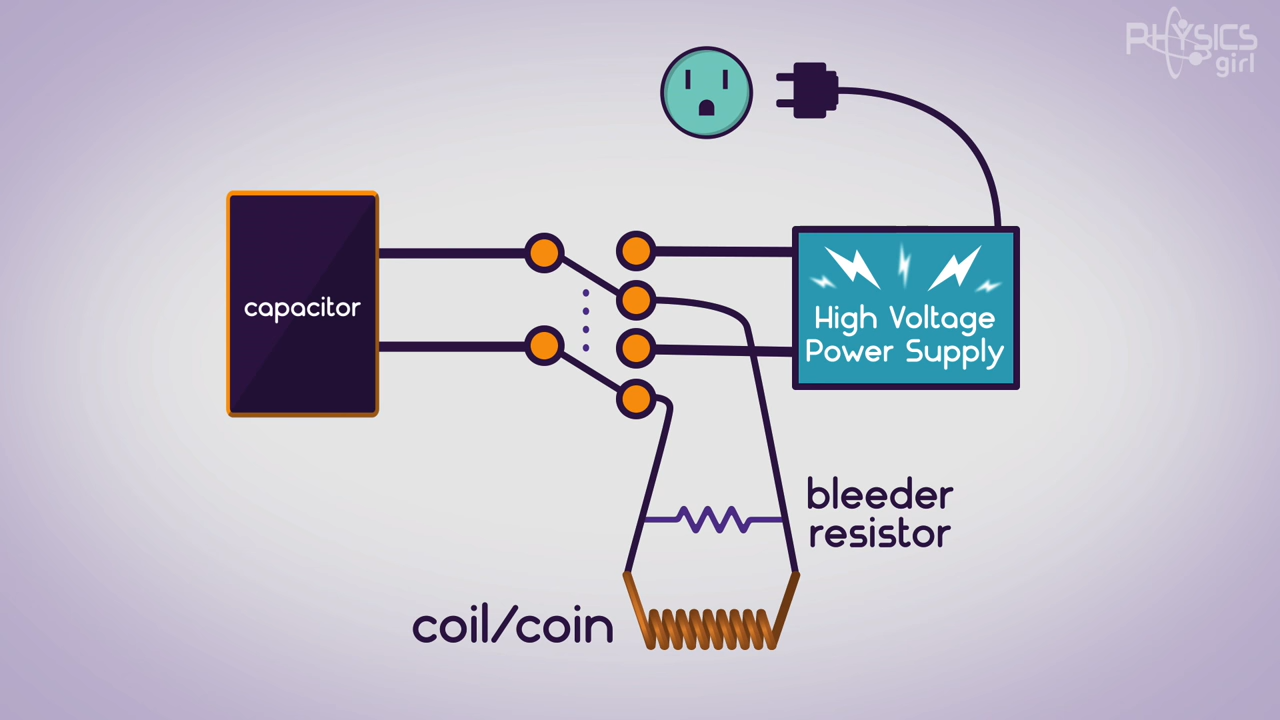 PHYSICS
girl
capacitor
High Voltage
Power Supply
bleeder
resistor
coil/coin